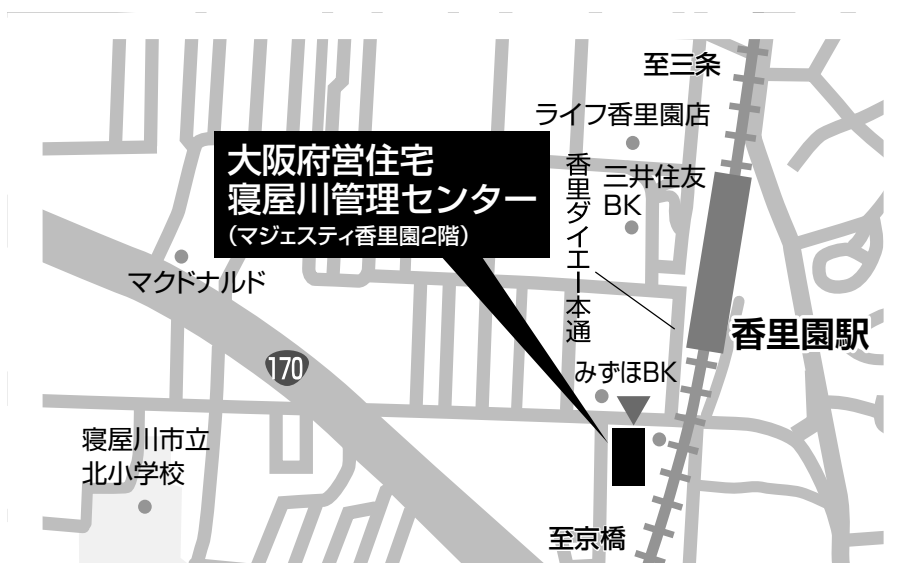 至三条
ライフ香里園店
大阪府営住宅
寝屋川管理センター
(マジェスティ香里園2階)
香里ダイエー本通
三井住友
BK
マクドナルド
香里園駅
170
みずほBK
寝屋川市立
北小学校
至京橋